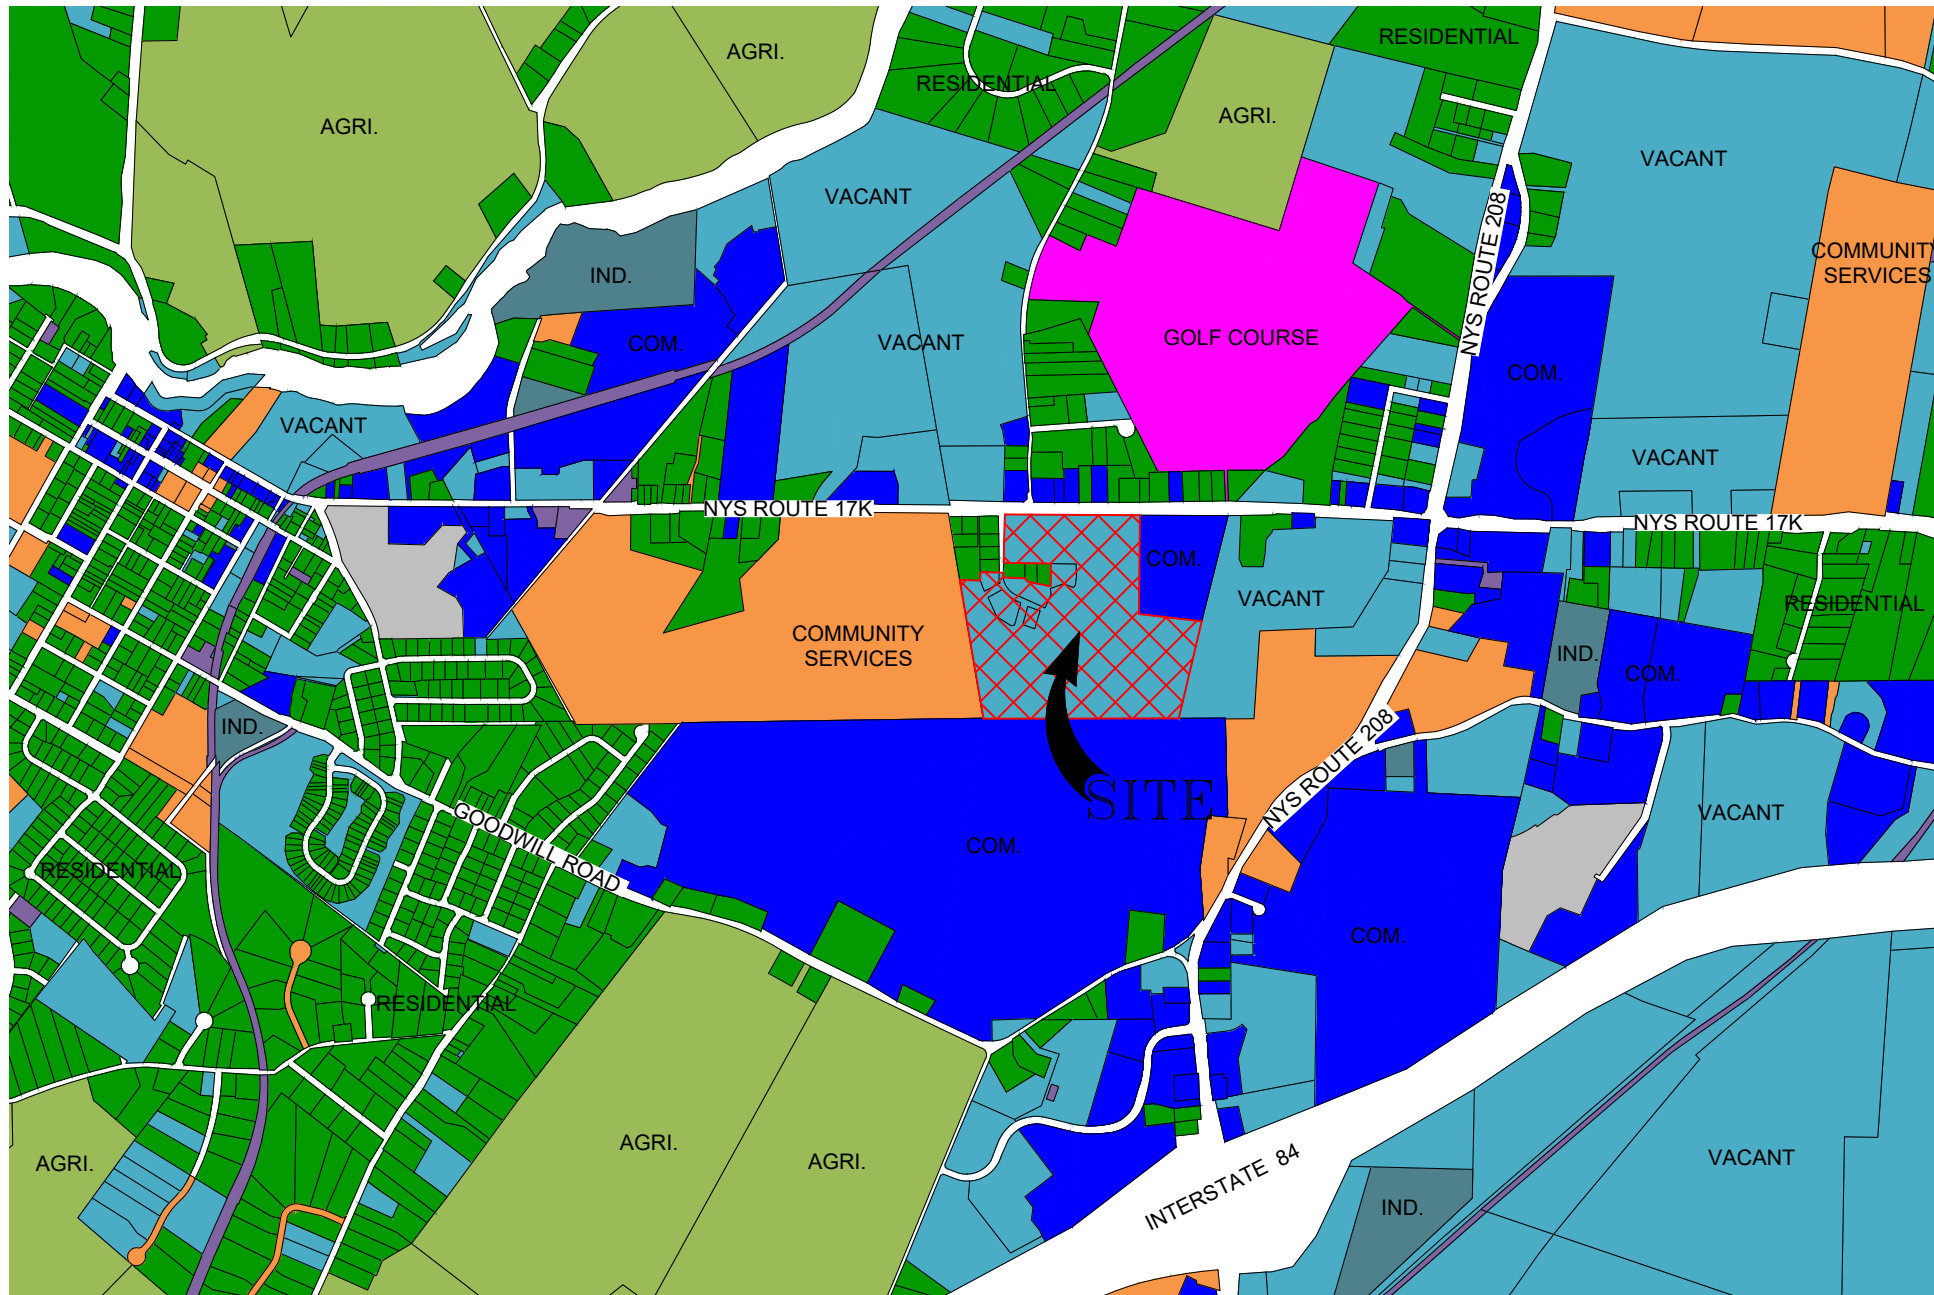 RESIDENTIAL
AGRI.
RESIDENTIAL
AGRI.
AGRI.
VACANT
VACANT
NYS ROUTE 208
COMMUNITY
SERVICES
IND.
GOLF COURSE
COM.
VACANT
COM.
VACANT
VACANT
NYS ROUTE 17K
NYS ROUTE 17K
COM.
VACANT
RESIDENTIAL
COMMUNITY
SERVICES
IND.
COM.
IND.
NYS ROUTE 208
SITE
VACANT
GOODWILL ROAD
COM.
RESIDENTIAL
COM.
RESIDENTIAL
AGRI.
AGRI.
AGRI.
VACANT
INTERSTATE 84
IND.